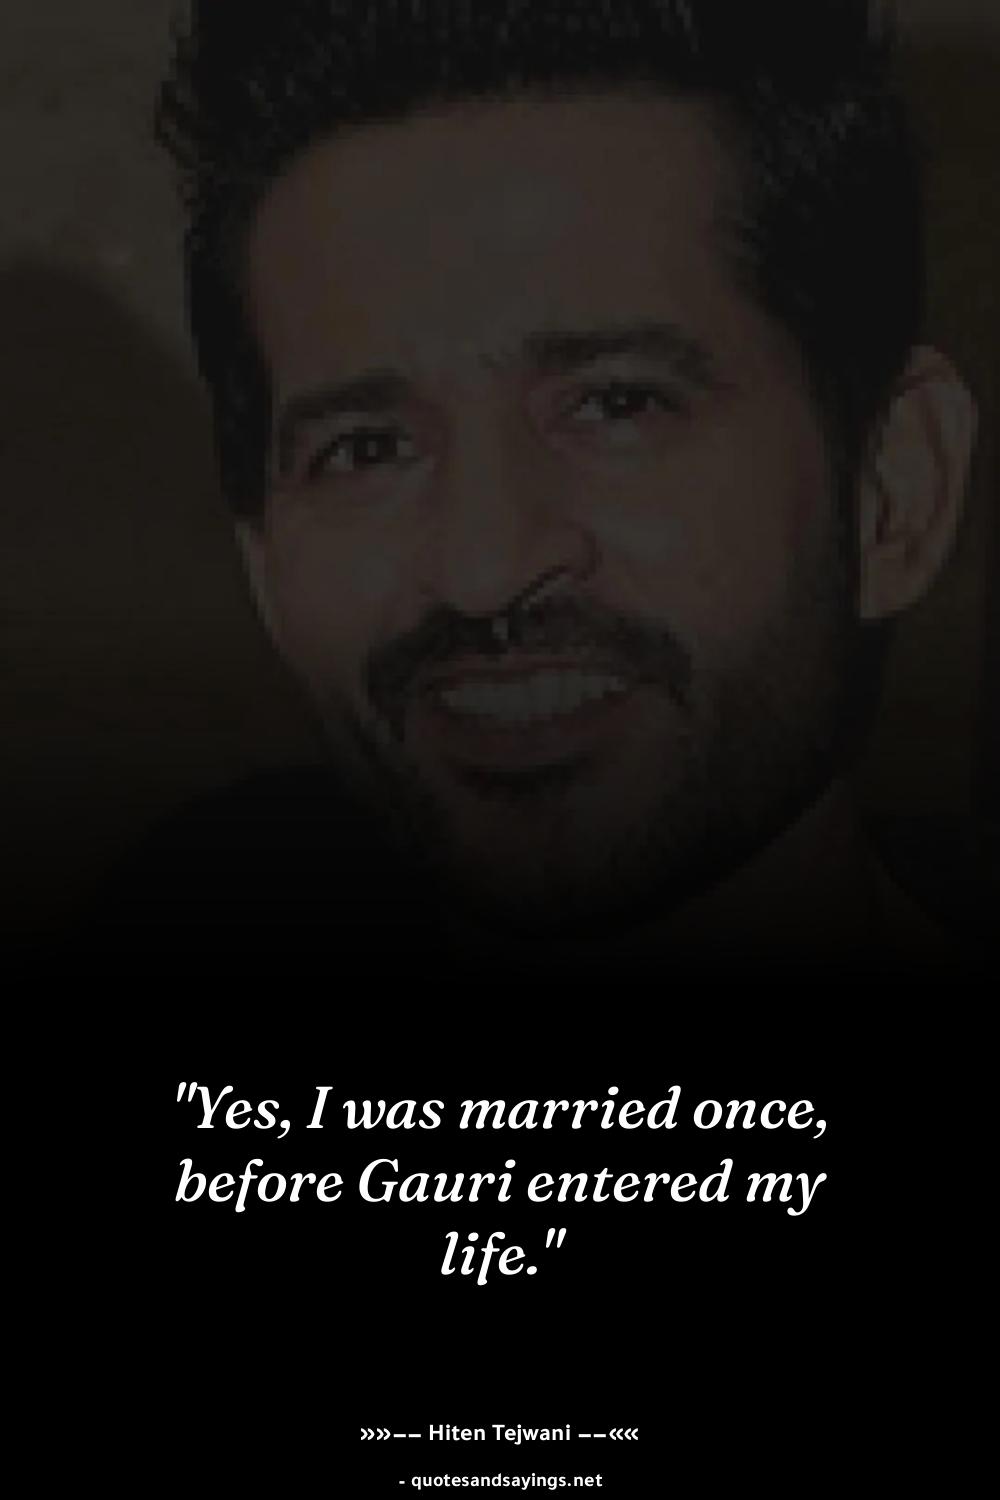 "Yes, I was married once,
before Gauri entered my
life."
»»−− Hiten Tejwani −−««
- quotesandsayings.net